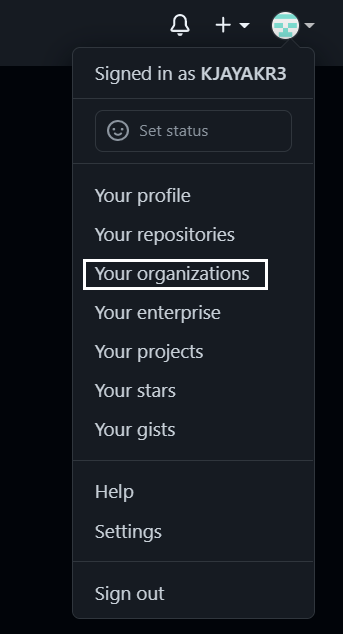 Signed in as KJAYAKR3
Set status
Your profile
Your repositories
Your organizations
Your enterprise
Your projects
Your stars
Your gists
Help
Settings
Sign out